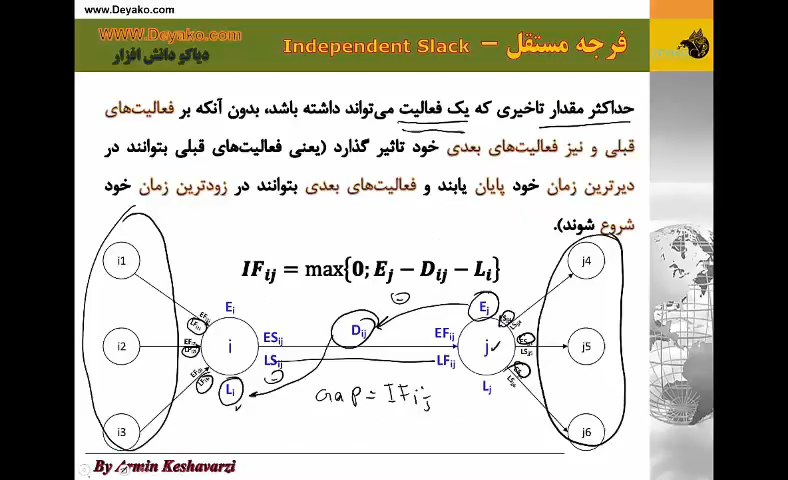 www.Deyako.com
www.Deyako.com
دیاکو دانش افزار
فرجه مستقل – Independent Slack
حداکثر مقدار تاخیری که یک فعالیت می‌تواند داشته باشد، بدون آنکه بر فعالیت‌های
قبلی و نیز فعالیت‌های بعدی خود تاثیر گذارد (یعنی فعالیت‌های قبلی بتوانند در
دیرترین زمان خود پایان یابند و فعالیت‌های بعدی بتوانند در زودترین زمان خود
شروع شوند).
IFij = max{0; Ej − Dij − Li}
i1
i2
i3
Ei
i
Li
ESij
LSij
Dij
EFij
LFij
Ej
j
Lj
j4
j5
j6
Gap = IFij
By Armin Keshavarzi